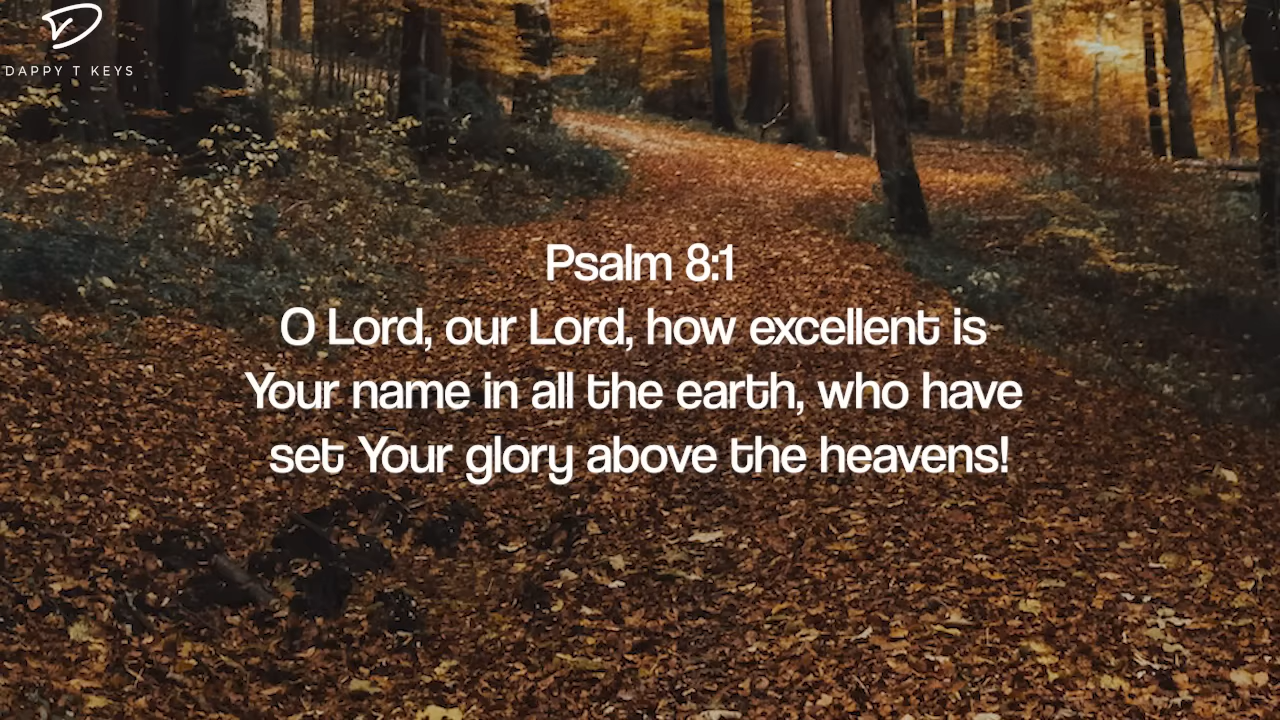 DAPPY T KEYS
Psalm 8:1
O Lord, our Lord, how excellent is
Your name in all the earth, who have
set Your glory above the heavens!